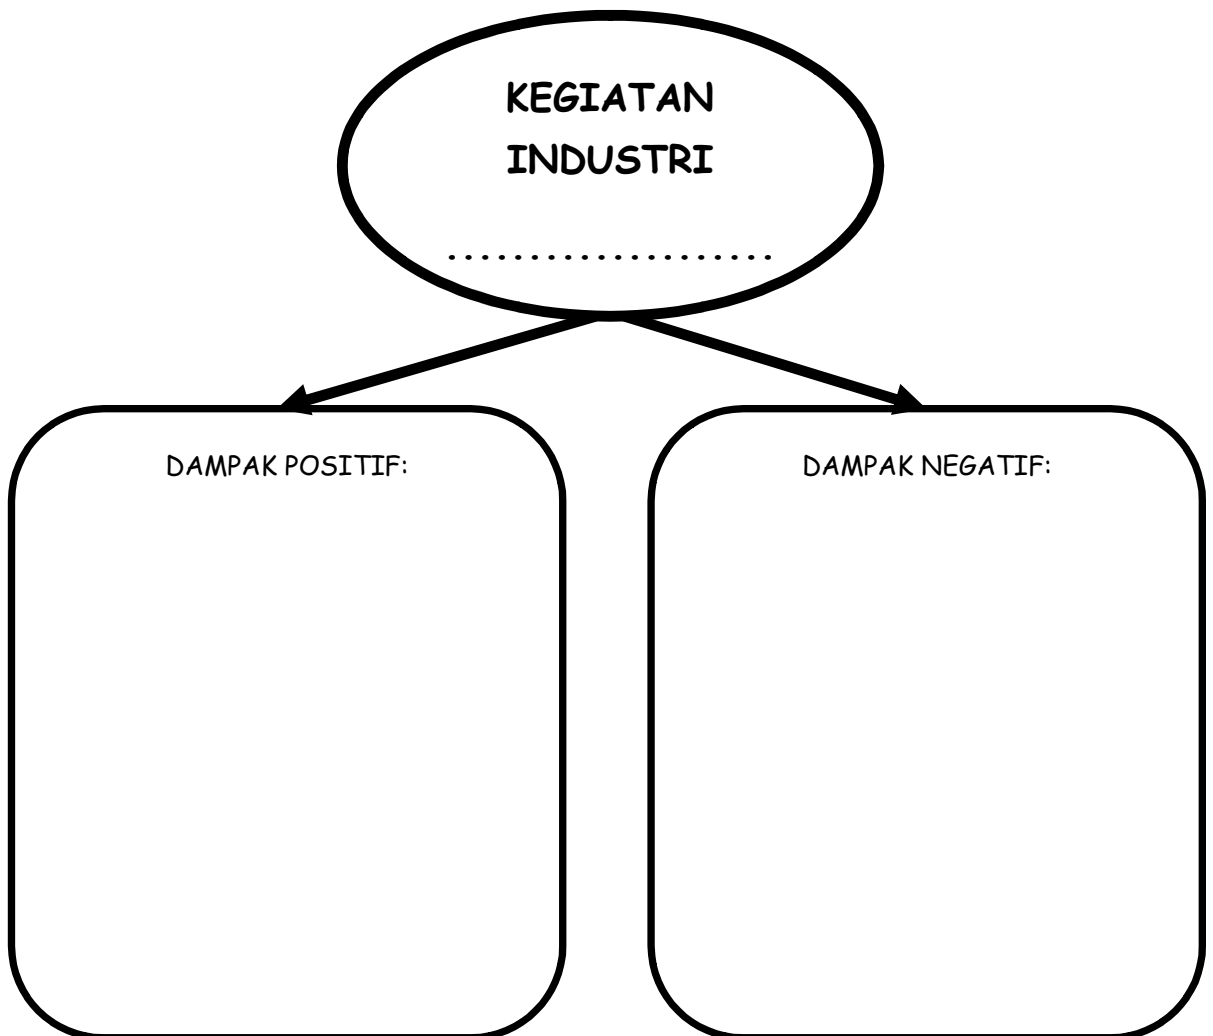 KEGIATAN
INDUSTRI
....................
DAMPAK POSITIF:
DAMPAK NEGATIF: